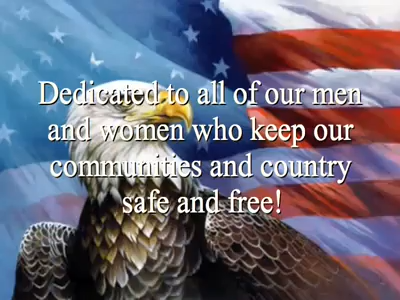 Dedicated to all of our men
and women who keep our
communities and country
safe and free!